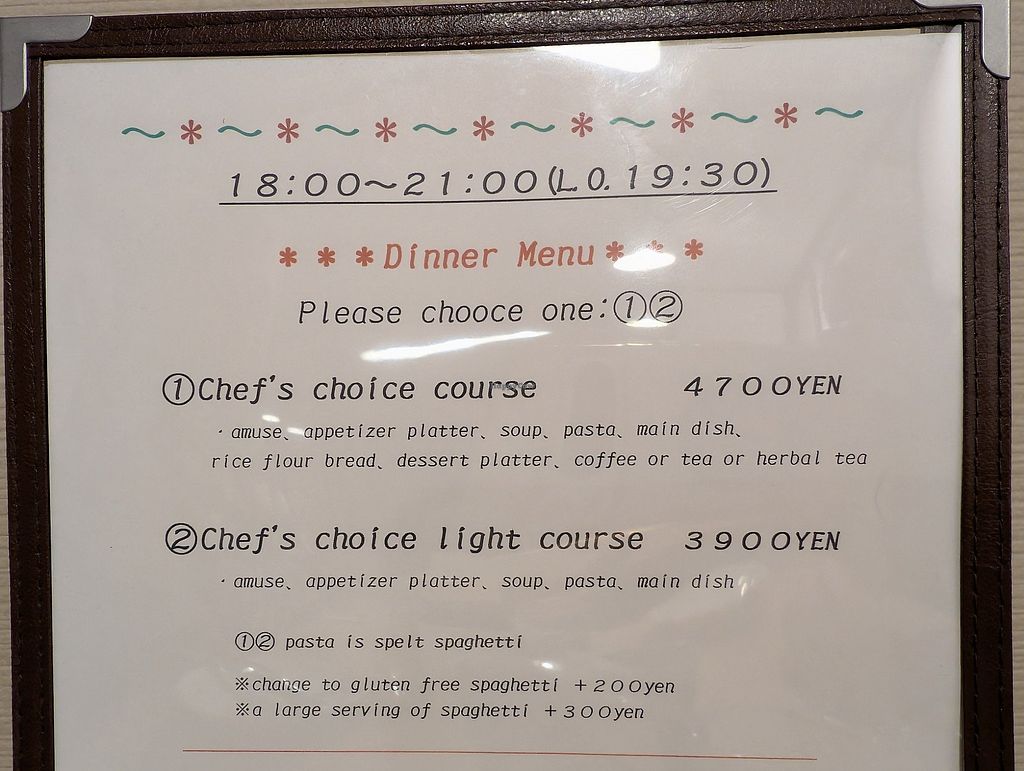 ~*~*~*~*~*~*~*~
18:00~21:00(L.O.19:30)
***Dinner Menu***
Please chooce one:①②
①Chef's choice course 4700YEN
・amuse、appetizer platter、soup、pasta、main dish、
rice flour bread、dessert platter、coffee or tea or herbal tea
②Chef's choice light course 3900YEN
・amuse、appetizer platter、soup、pasta、main dish
①② pasta is spelt spaghetti
※change to gluten free spaghetti +200yen
※a large serving of spaghetti +300yen